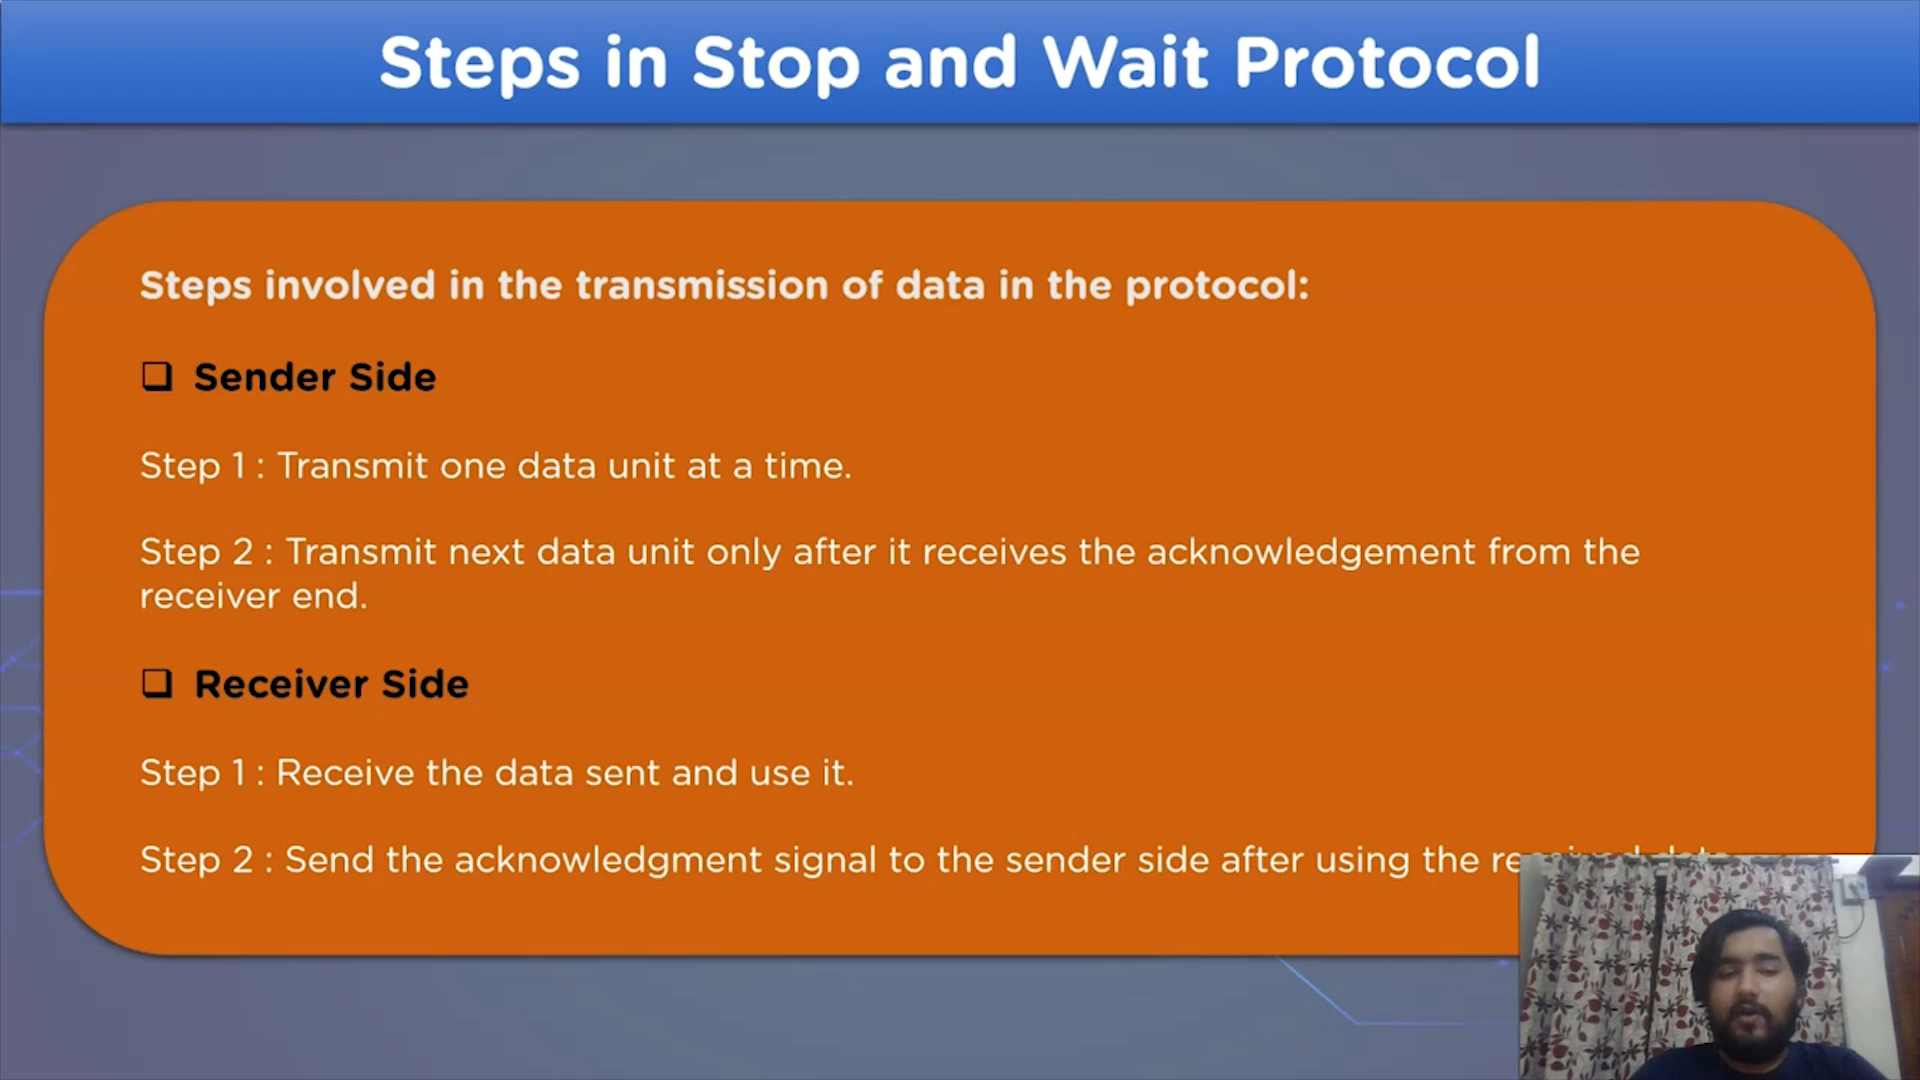 Steps in Stop and Wait Protocol
Steps involved in the transmission of data in the protocol:
Sender Side
Step 1 : Transmit one data unit at a time.
Step 2 : Transmit next data unit only after it receives the acknowledgement from the
receiver end.
Receiver Side
Step 1 : Receive the data sent and use it.
Step 2 : Send the acknowledgment signal to the sender side after using the